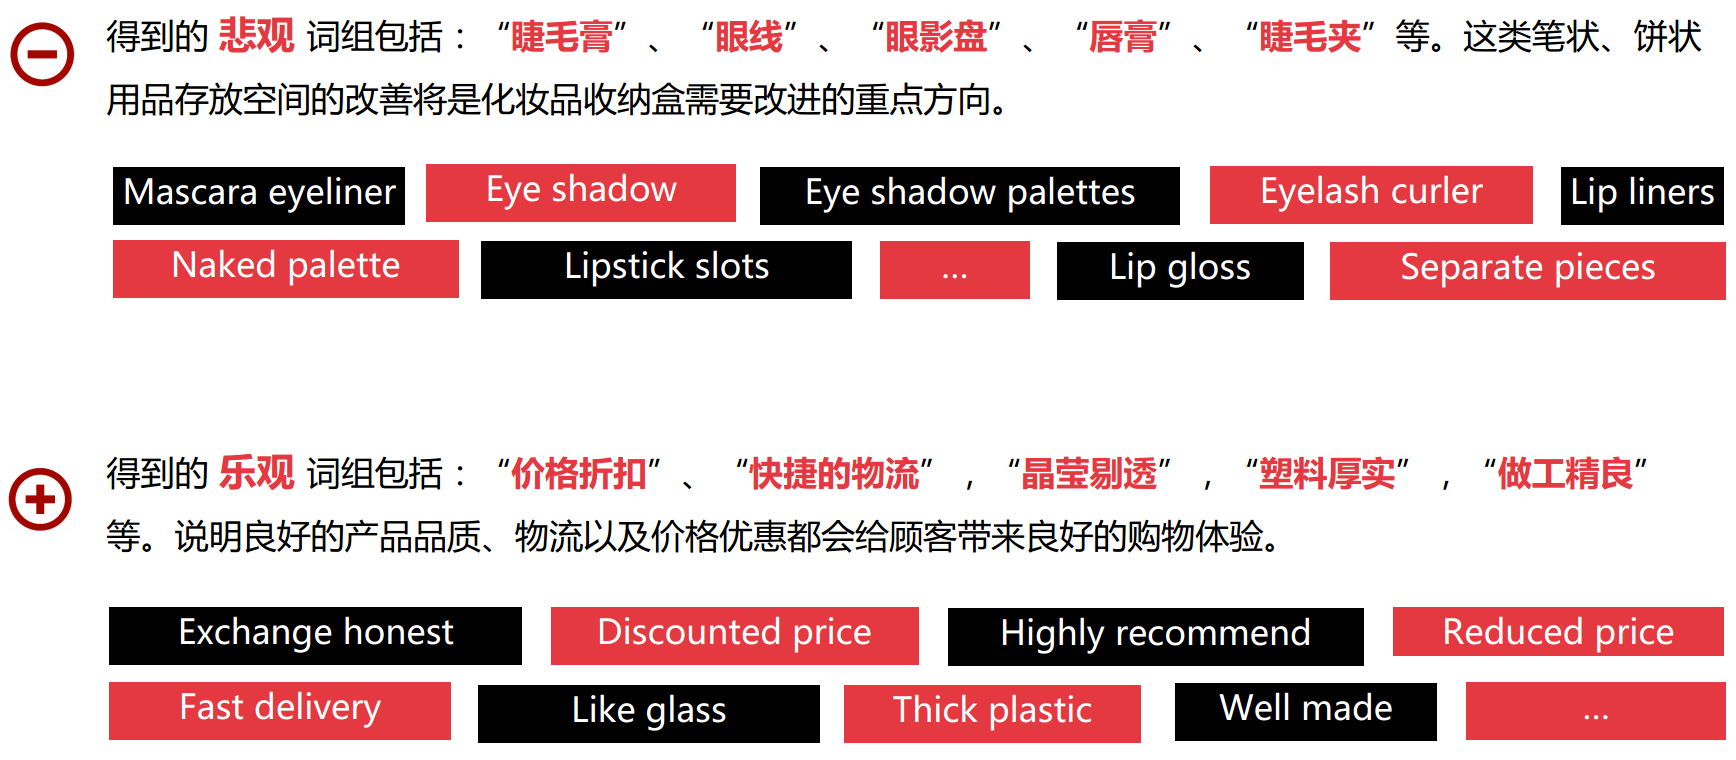 得到的 悲观 词组包括：“睫毛膏”、“眼线”、“眼影盘”、“唇膏”、“睫毛夹”等。这类笔状、饼状
用品存放空间的改善将是化妆品收纳盒需要改进的重点方向。
Mascara eyeliner Eye shadow Eye shadow palettes Eyelash curler Lip liners
Naked palette Lipstick slots ... Lip gloss Separate pieces
得到的 乐观 词组包括：“价格折扣”、“快捷的物流”，“晶莹剔透”，“塑料厚实”，“做工精良”
等。说明良好的产品品质、物流以及价格优惠都会给顾客带来良好的购物体验。
Exchange honest Discounted price Highly recommend Reduced price
Fast delivery Like glass Thick plastic Well made ...